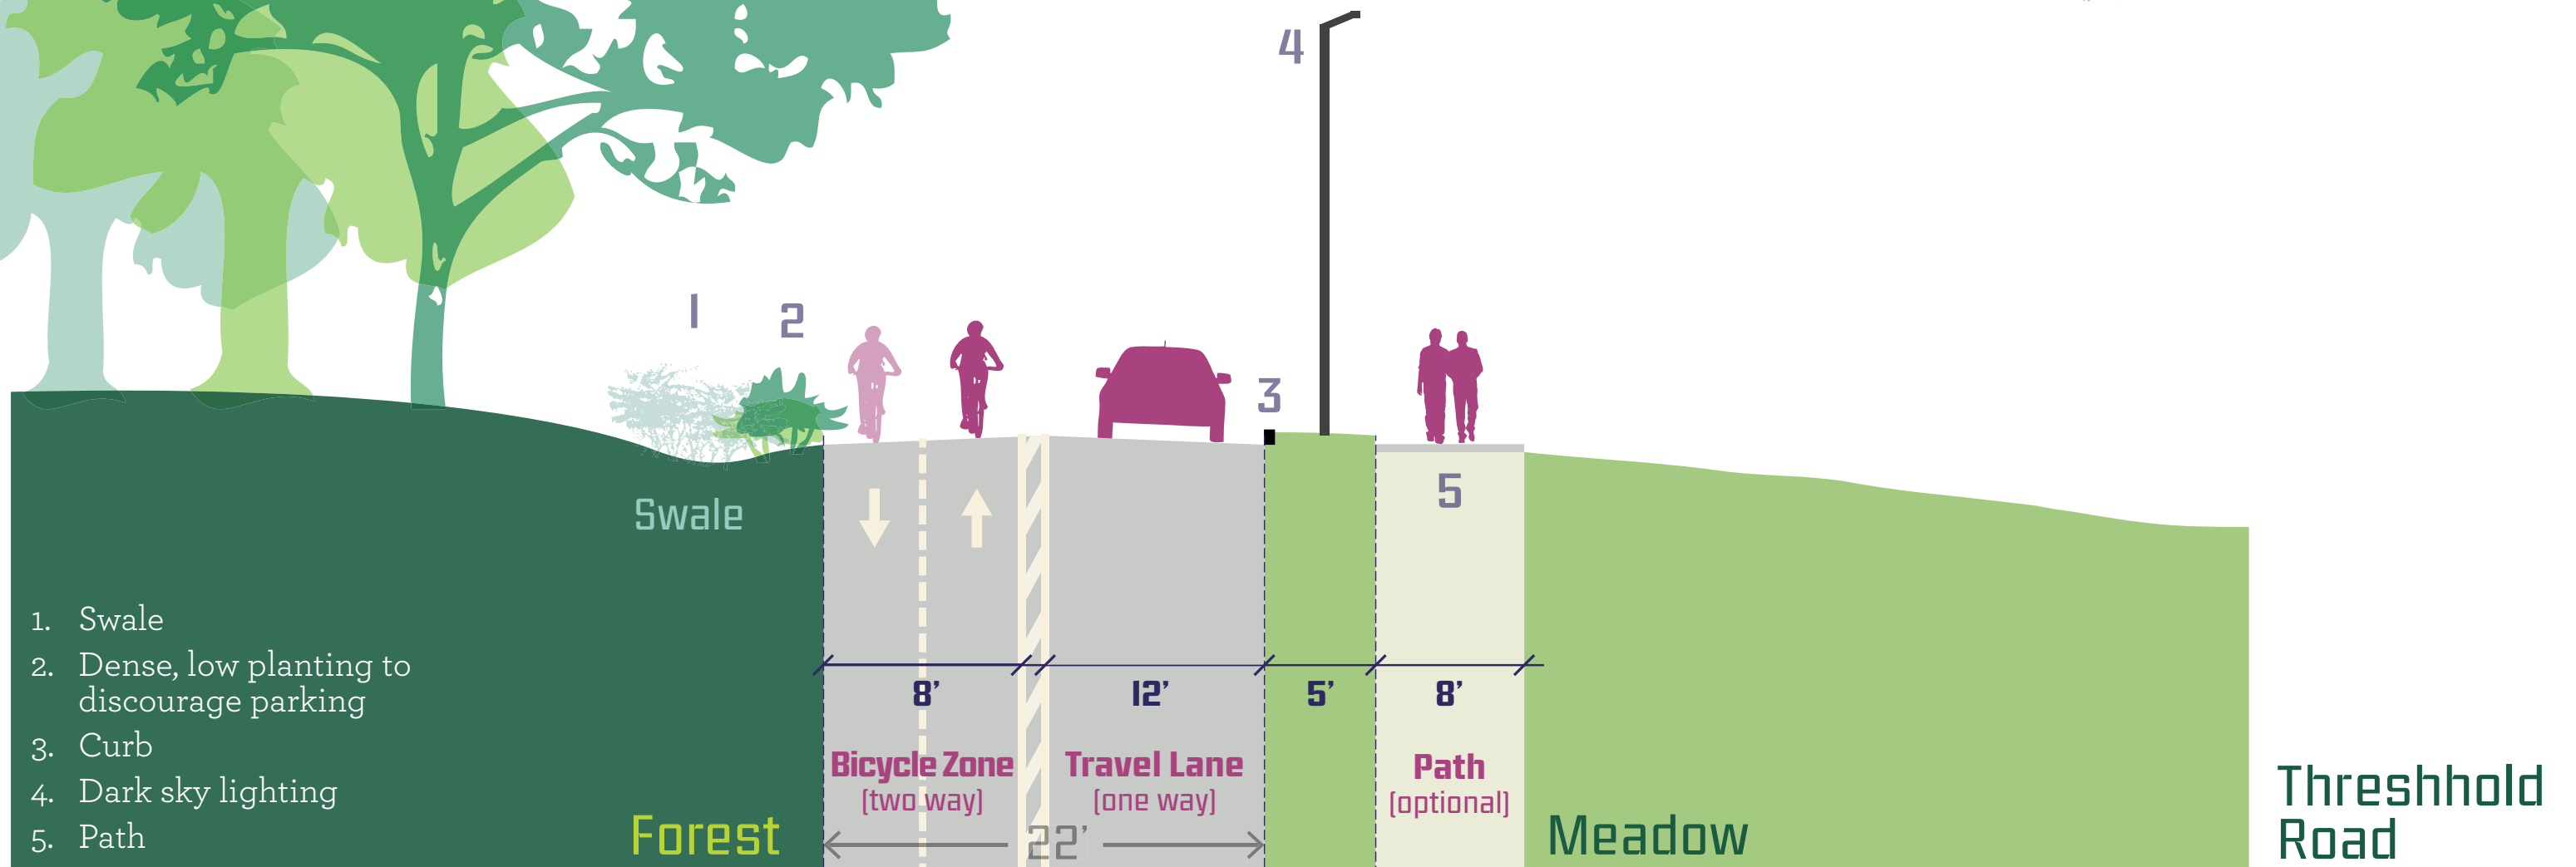 4
1
2
3
5
Swale
1. Swale
2. Dense, low planting to
discourage parking
3. Curb
4. Dark sky lighting
5. Path
8’
12’
5’
8’
Bicycle Zone
(two way)
Travel Lane
(one way)
Path
(optional)
22’
Forest
Meadow
Threshhold
Road